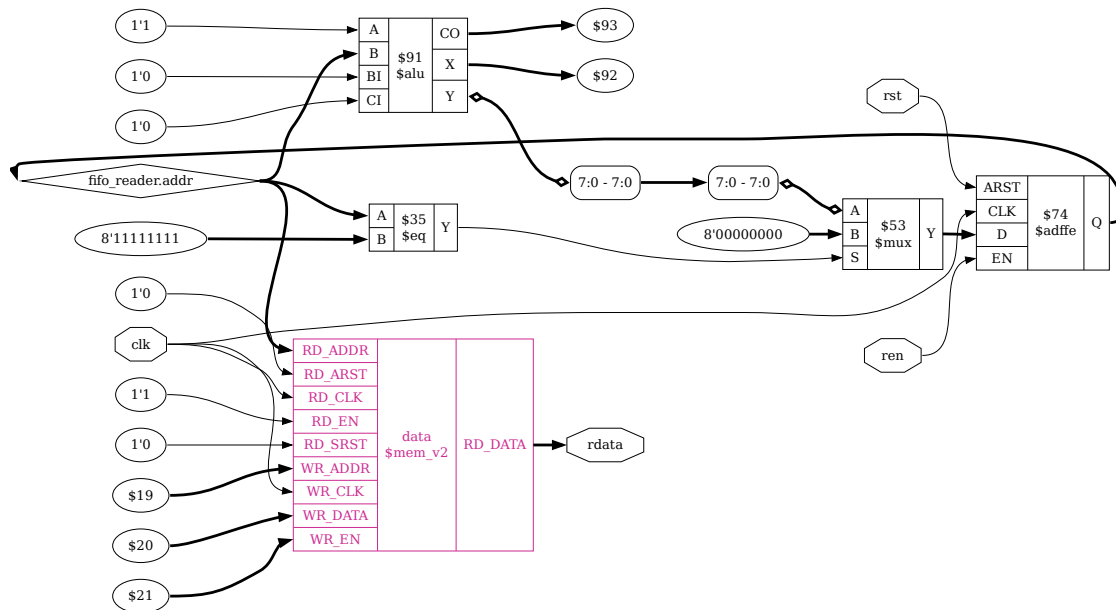 1'1
1'0
1'0
A
B
BI
CI
$91
$alu
CO
X
Y
$93
$92
rst
fifo_reader.addr
8'11111111
A
B
$35
$eq
Y
7:0 - 7:0
7:0 - 7:0
8'00000000
A
B
S
$53
$mux
Y
ARST
CLK
D
EN
$74
$adffe
Q
ren
1'0
clk
1'1
1'0
$19
$20
$21
RD_ADDR
RD_ARST
RD_CLK
RD_EN
RD_SRST
WR_ADDR
WR_CLK
WR_DATA
WR_EN
data
$mem_v2
RD_DATA
rdata